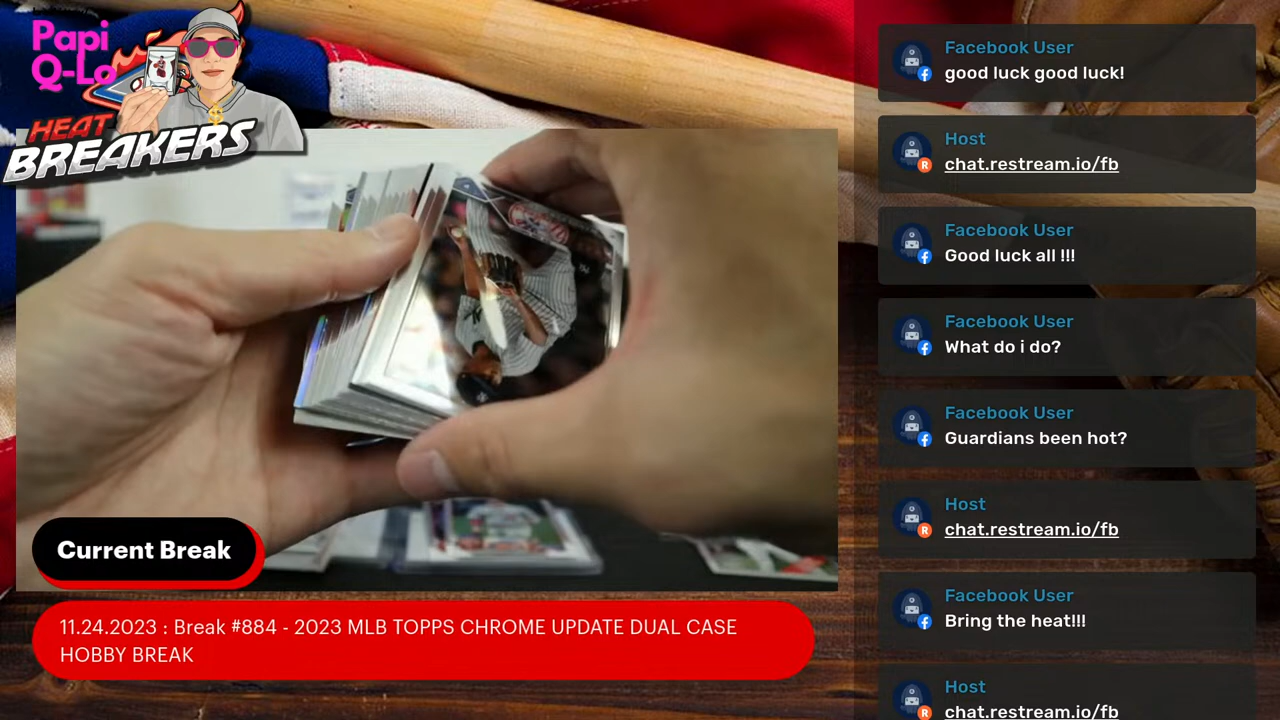 Papi
Q-Lo
HEAT
BREAKERS
Current Break
11.24.2023 : Break #884 - 2023 MLB TOPPS CHROME UPDATE DUAL CASE
HOBBY BREAK
Facebook User
good luck good luck!
Host
chat.restream.io/fb
Facebook User
Good luck all !!!
Facebook User
What do i do?
Facebook User
Guardians been hot?
Host
chat.restream.io/fb
Facebook User
Bring the heat!!!
Host
chat.restream.io/fb